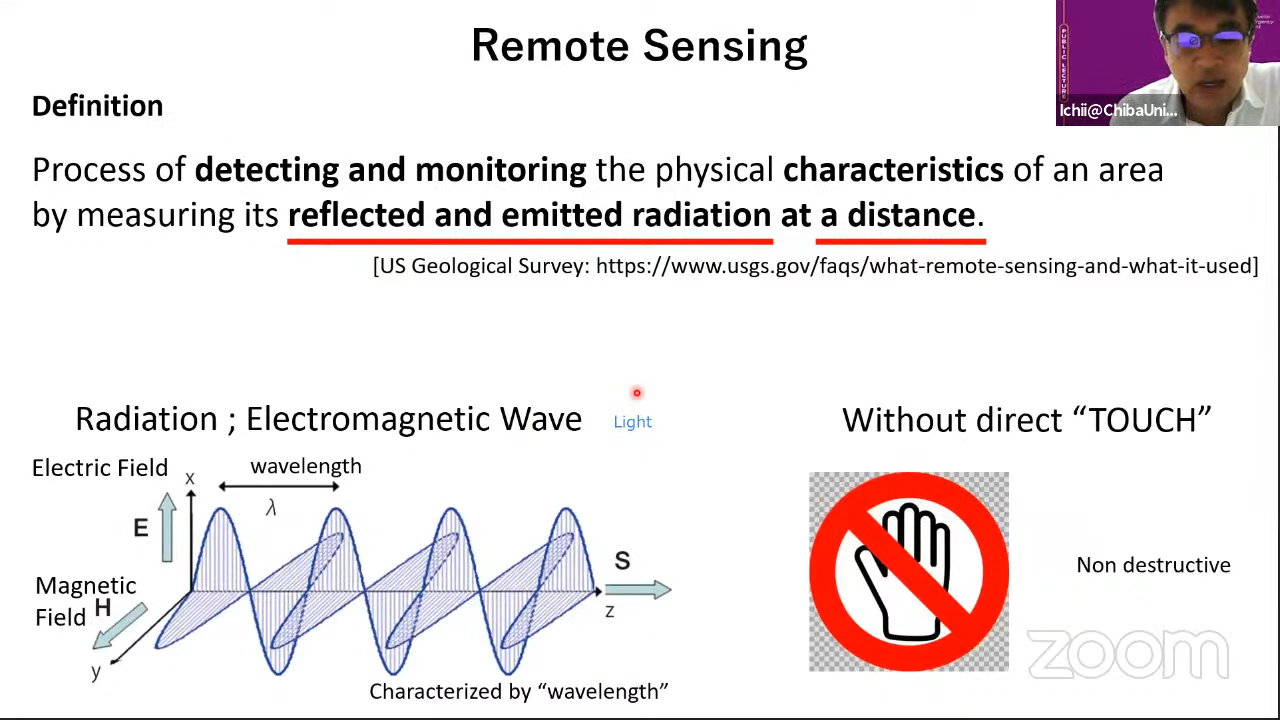 Remote Sensing
PUBLIC LECTURE
Ichii@ChibaUni...
Definition
Process of detecting and monitoring the physical characteristics of an area
by measuring its reflected and emitted radiation at a distance.
[US Geological Survey: https://www.usgs.gov/faqs/what-remote-sensing-and-what-it-used]
Radiation ; Electromagnetic Wave
Light
Without direct “TOUCH”
Electric Field
x
wavelength
λ
E
S
Magnetic
Field
H
z
y
Characterized by “wavelength”
Non destructive
zoom